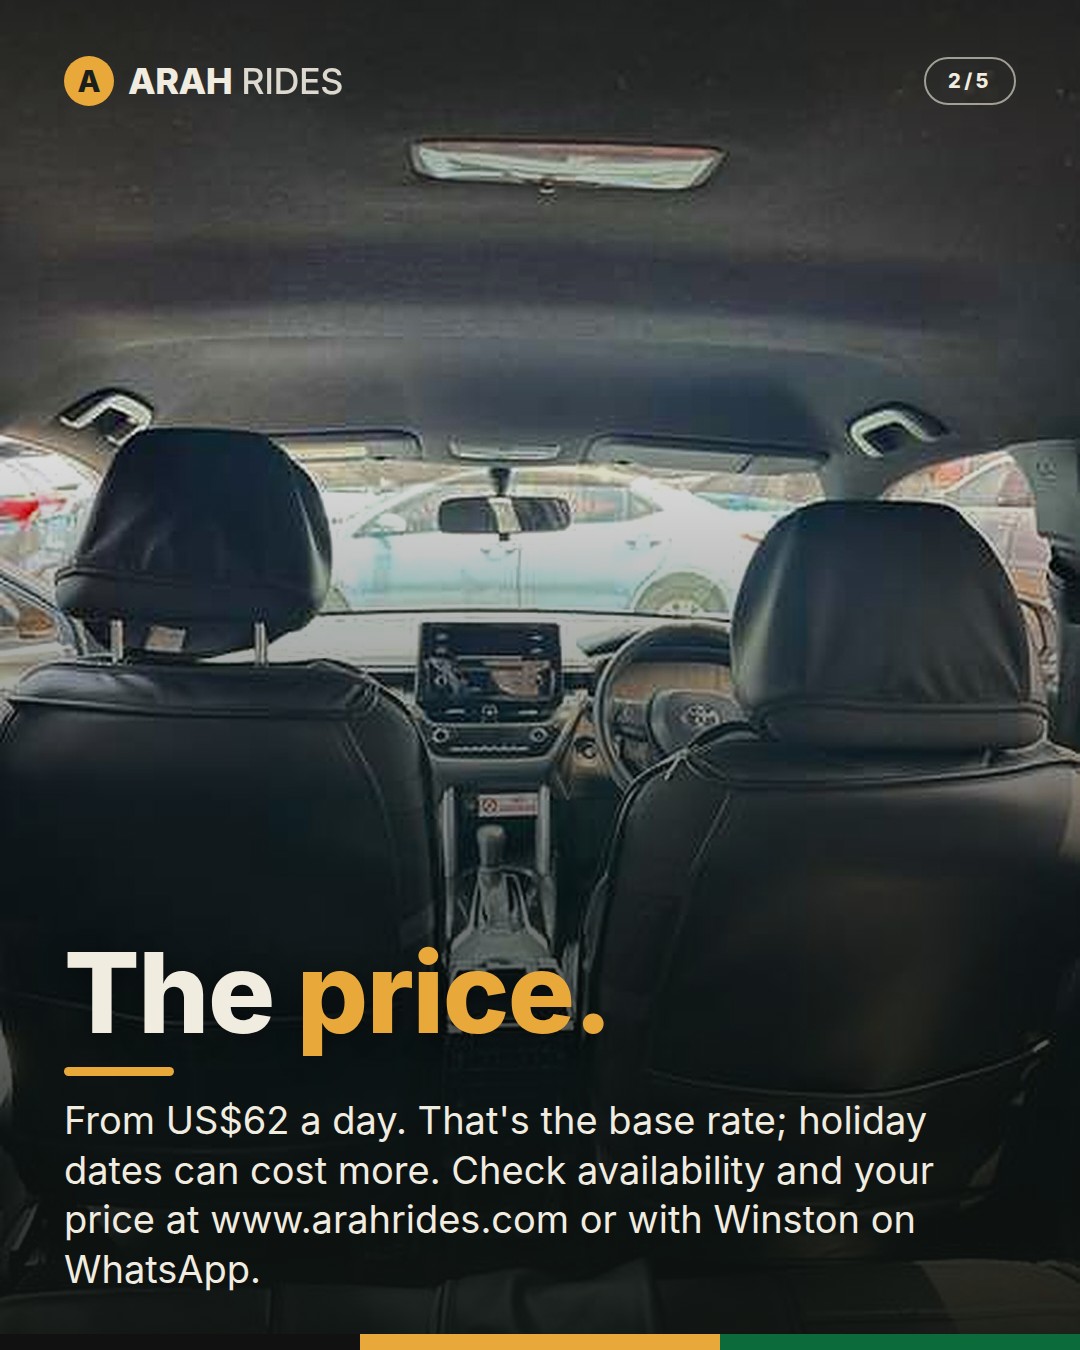 A ARAH RIDES
2/5
The price.
From US$62 a day. That's the base rate; holiday
dates can cost more. Check availability and your
price at www.arahrides.com or with Winston on
WhatsApp.